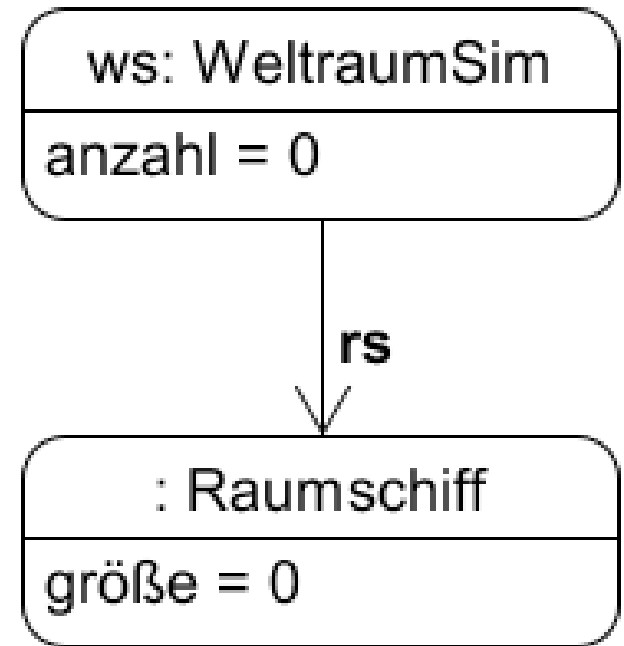 ws: WeltraumSim
anzahl = 0
rs
: Raumschiff
größe = 0